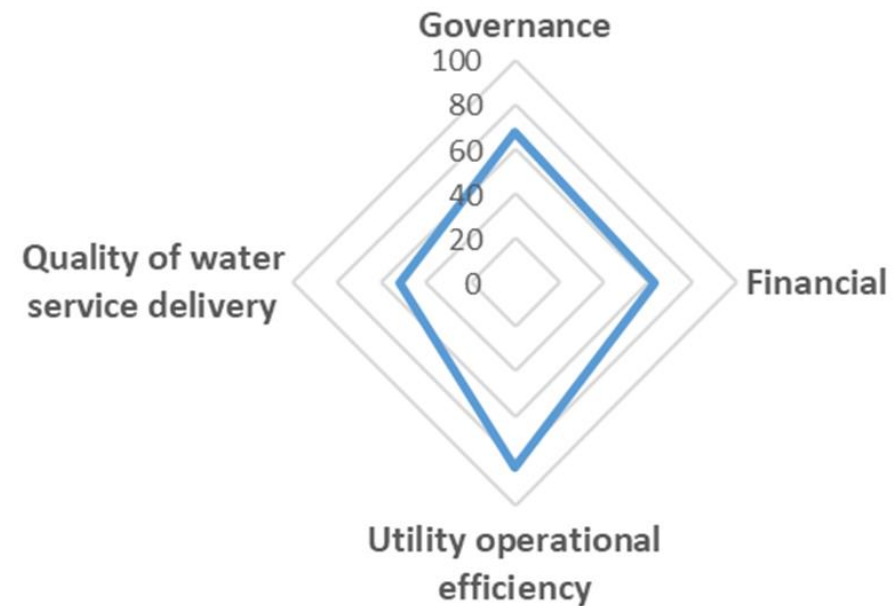 Governance
100
80
60
40
20
0
Quality of water
service delivery
Financial
Utility operational
efficiency